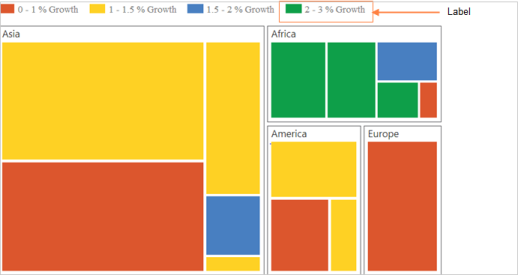 0 - 1 % Growth 1 - 1.5 % Growth 1.5 - 2 % Growth 2 - 3 % Growth Label
Asia Africa
America Europe